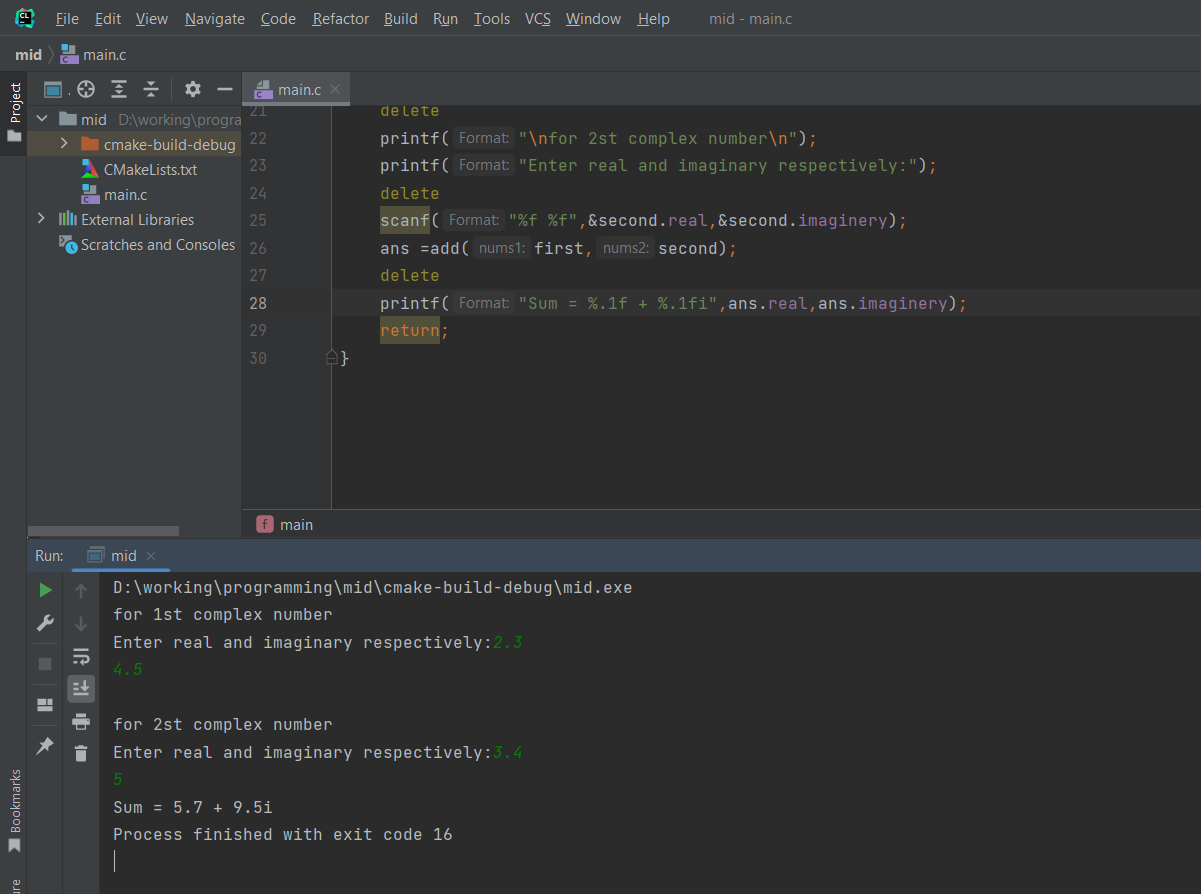 CL File Edit View Navigate Code Refactor Build Run Tools VCS Window Help mid - main.c
mid main.c
Project
main.c
mid D:\working\progra
cmake-build-debug
CMakeLists.txt
main.c
External Libraries
Scratches and Consoles
21 delete
22 printf( Format: "\nfor 2st complex number\n");
23 printf( Format: "Enter real and imaginary respectively:");
24 delete
25 scanf( Format: "%f %f",&second.real,&second.imaginery);
26 ans =add( nums1: first, nums2: second);
27 delete
28 printf( Format: "Sum = %.1f + %.1fi",ans.real,ans.imaginery);
29 return;
30 }
f main
Run: mid
D:\working\programming\mid\cmake-build-debug\mid.exe
for 1st complex number
Enter real and imaginary respectively:2.3
4.5
for 2st complex number
Enter real and imaginary respectively:3.4
5
Sum = 5.7 + 9.5i
Process finished with exit code 16
Bookmarks